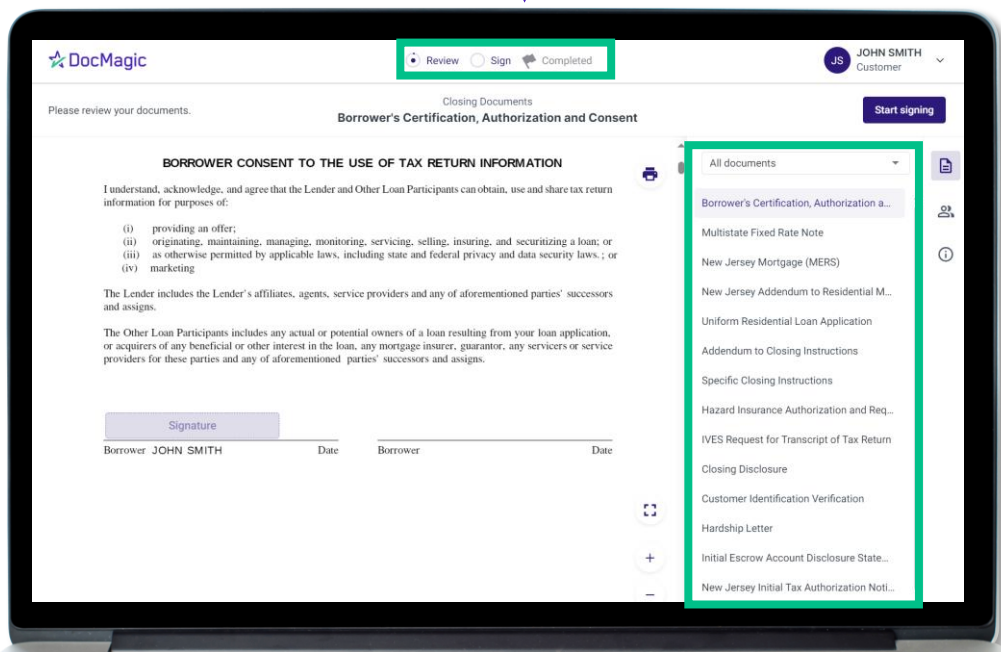 DocMagic
Review Sign Completed
JS
JOHN SMITH
Customer
Please review your documents.
Closing Documents
Borrower's Certification, Authorization and Consent
Start signing
BORROWER CONSENT TO THE USE OF TAX RETURN INFORMATION
I understand, acknowledge, and agree that the Lender and Other Loan Participants can obtain, use and share tax return
information for purposes of:
(i) providing an offer;
(ii) originating, maintaining, managing, monitoring, servicing, selling, insuring, and securitizing a loan; or
(iii) as otherwise permitted by applicable laws, including state and federal privacy and data security laws. ; or
(iv) marketing
The Lender includes the Lender's affiliates, agents, service providers and any of aforementioned parties' successors
and assigns.
The Other Loan Participants includes any actual or potential owners of a loan resulting from your loan application,
or acquirers of any beneficial or other interest in the loan, any mortgage insurer, guarantor, any servicers or service
providers for these parties and any of aforementioned parties' successors and assigns.
Signature
Borrower JOHN SMITH Date Borrower Date
All documents
Borrower's Certification, Authorization a...
Multistate Fixed Rate Note
New Jersey Mortgage (MERS)
New Jersey Addendum to Residential M...
Uniform Residential Loan Application
Addendum to Closing Instructions
Specific Closing Instructions
Hazard Insurance Authorization and Req...
IVES Request for Transcript of Tax Return
Closing Disclosure
Customer Identification Verification
Hardship Letter
Initial Escrow Account Disclosure State...
New Jersey Initial Tax Authorization Noti...